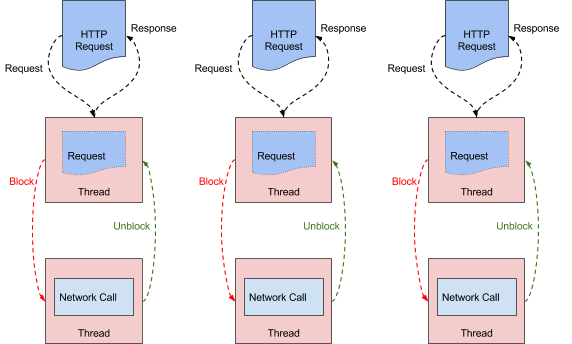 HTTP
Request
Response
Request
Request
Thread
Block
Unblock
Network Call
Thread
HTTP
Request
Response
Request
Request
Thread
Block
Unblock
Network Call
Thread
HTTP
Request
Response
Request
Request
Thread
Block
Unblock
Network Call
Thread